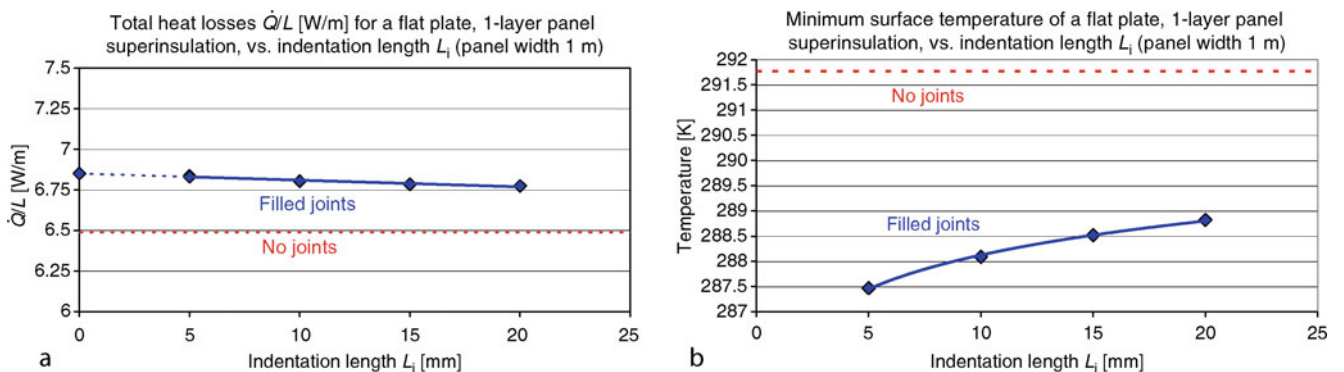 Total heat losses Q̇/L [W/m] for a flat plate, 1-layer panel
superinsulation, vs. indentation length Lᵢ (panel width 1 m)
7.5
7.25
7
6.75
6.5
6.25
6
Q̇/L [W/m]
Filled joints
No joints
0 5 10 15 20 25
Indentation length Lᵢ [mm]
a
Minimum surface temperature of a flat plate, 1-layer panel
superinsulation, vs. indentation length Lᵢ (panel width 1 m)
292
291.5
291
290.5
290
289.5
289
288.5
288
287.5
287
Temperature [K]
No joints
Filled joints
0 5 10 15 20 25
Indentation length Lᵢ [mm]
b